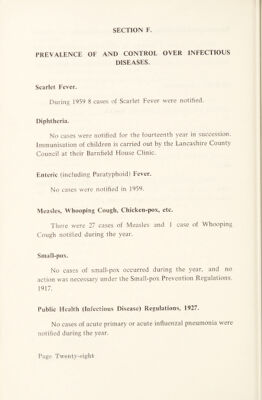 SECTION F.
PREVALENCE OF AND CONTROL OVER INFECTIOUS
DISEASES.
Scarlet Fever.
During 1959 8 cases of Scarlet Fever were notified.
Diphtheria.
No cases were notified for the fourteenth year in succession.
Immunisation of children is carried out by the Lancashire County
Council at their Barnfield House Clinic.
Enteric (including Paratyphoid) Fever.
No cases were notified in 1959.
Measles, Whooping Cough, Chicken-pox, etc.
There were 27 cases of Measles and 1 case of Whooping
Cough notified during the year.
Small-pox.
No cases of small-pox occurred during the year, and no
action was necessary under the Small-pox Prevention Regulations,
1917.
Public Health (Infectious Disease) Regulations, 1927.
No cases of acute primary or acute influenzal pneumonia were
notified during the year.
Page Twenty-eight